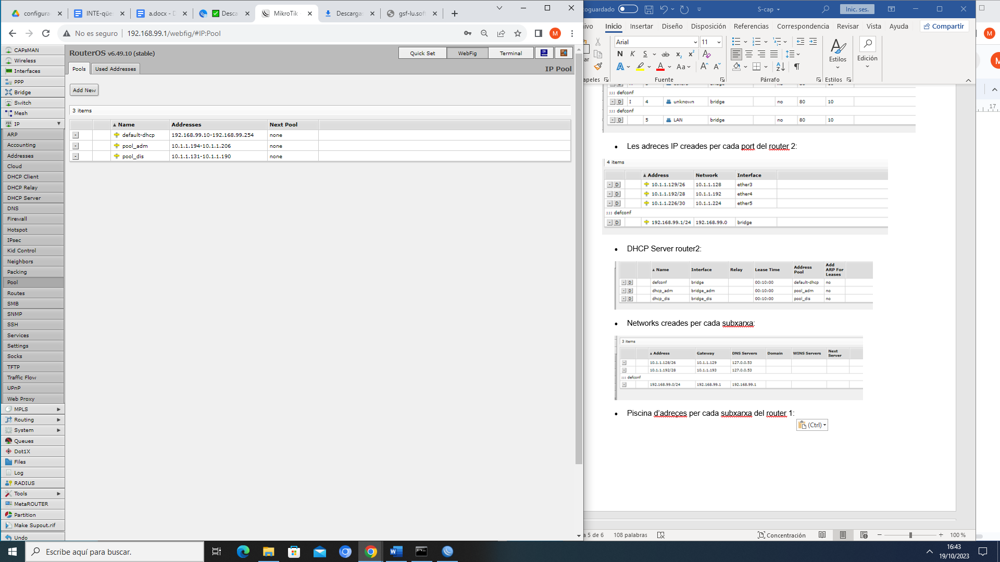 configura
INTE-qüe
a.docx - D
Desca
MikroTik
Descarga
gsf-lu.sof
No es seguro
192.168.99.1/webfig/#IP:Pool
M
CAPsMAN
Wireless
Interfaces
PPP
Bridge
Switch
Mesh
IP
ARP
Accounting
Addresses
Cloud
DHCP Client
DHCP Relay
DHCP Server
DNS
Firewall
Hotspot
IPsec
Kid Control
Neighbors
Packing
Pool
Routes
SMB
SNMP
SSH
Services
Settings
Socks
TFTP
Traffic Flow
UPnP
Web Proxy
MPLS
Routing
System
Queues
Dot1X
Files
Log
RADIUS
Tools
MetaROUTER
Partition
Make Supout.rif
Undo
RouterOS v6.49.10 (stable)
Quick Set
WebFig
Terminal
Pools
Used Addresses
IP Pool
Add New
3 items
Name Addresses Next Pool
- default-dhcp 192.168.99.10-192.168.99.254 none
- pool_adm 10.1.1.194-10.1.1.206 none
- pool_dis 10.1.1.131-10.1.1.190 none
oguardado
S-cap
Inic. ses.
ivo Inicio Insertar Diseño Disposición Referencias Correspondencia Revisar Vista Ayuda Compartir
Arial
11
N K S ab x₂ x²
A A Aa A A
Estilos
Edición
ar
apeles
Fuente
Párrafo
Estilos
;;; defconf
- D I 4 unknown bridge no 80 10
;;; defconf
- D 5 LAN bridge no 80 10
• Les adreces IP creades per cada port del router 2:
4 items
Address Network Interface
- D 10.1.1.129/26 10.1.1.128 ether3
- D 10.1.1.192/28 10.1.1.192 ether4
- D 10.1.1.226/30 10.1.1.224 ether5
;;; defconf
- D 192.168.99.1/24 192.168.99.0 bridge
• DHCP Server router2:
Name Interface Relay Lease Time Address Pool Add ARP For Leases
- D defconf bridge 00:10:00 default-dhcp no
- D dhcp_adm bridge_adm 00:10:00 pool_adm no
- D dhcp_dis bridge_dis 00:10:00 pool_dis no
• Networks creades per cada subxarxa:
3 items
Address Gateway DNS Servers Domain WINS Servers Next Server
- 10.1.1.128/26 10.1.1.129 127.0.0.53
- 10.1.1.192/28 10.1.1.193 127.0.0.53
;;; defconf
- 192.168.99.0/24 192.168.99.1 192.168.99.1
• Piscina d'adreces per cada subxarxa del router 1:
(Ctrl)
a 5 de 6
108 palabras
Concentración
100 %
M
M
17
Escribe aquí para buscar.
16:43
19/10/2023